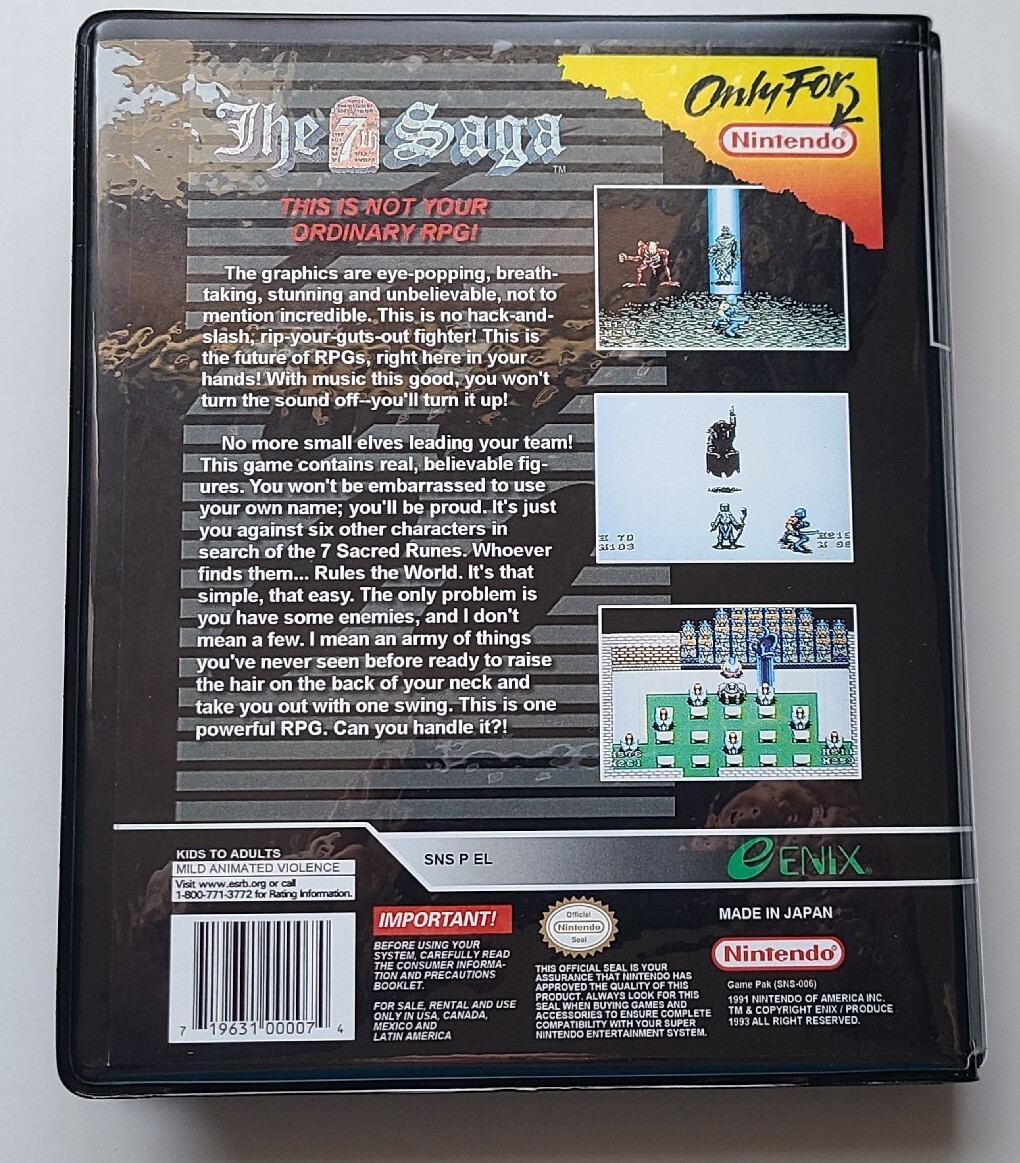 The 7th Saga
TM
Only For
Nintendo®
THIS IS NOT YOUR
ORDINARY RPG!
The graphics are eye-popping, breath-
taking, stunning and unbelievable, not to
mention incredible. This is no hack-and-
slash, rip-your-guts-out fighter! This is
the future of RPGs, right here in your
hands! With music this good, you won't
turn the sound off--you'll turn it up!
No more small elves leading your team!
This game contains real, believable fig-
ures. You won't be embarrassed to use
your own name; you'll be proud. It's just
you against six other characters in
search of the 7 Sacred Runes. Whoever
finds them... Rules the World. It's that
simple, that easy. The only problem is
you have some enemies, and I don't
mean a few. I mean an army of things
you've never seen before ready to raise
the hair on the back of your neck and
take you out with one swing. This is one
powerful RPG. Can you handle it?!
KIDS TO ADULTS
MILD ANIMATED VIOLENCE
Visit www.esrb.org or call
1-800-771-3772 for Rating Information.
SNS P EL
ENIX®
7 19631 00007 4
IMPORTANT!
BEFORE USING YOUR
SYSTEM, CAREFULLY READ
THE CONSUMER INFORMA-
TION AND PRECAUTIONS
BOOKLET.
FOR SALE, RENTAL AND USE
ONLY IN USA, CANADA,
MEXICO AND
LATIN AMERICA
Official
Nintendo
Seal
THIS OFFICIAL SEAL IS YOUR
ASSURANCE THAT NINTENDO HAS
APPROVED THE QUALITY OF THIS
PRODUCT. ALWAYS LOOK FOR THIS
SEAL WHEN BUYING GAMES AND
ACCESSORIES TO ENSURE COMPLETE
COMPATIBILITY WITH YOUR SUPER
NINTENDO ENTERTAINMENT SYSTEM.
MADE IN JAPAN
Nintendo®
Game Pak (SNS-006)
1991 NINTENDO OF AMERICA INC.
TM & COPYRIGHT ENIX / PRODUCE
1993 ALL RIGHT RESERVED.